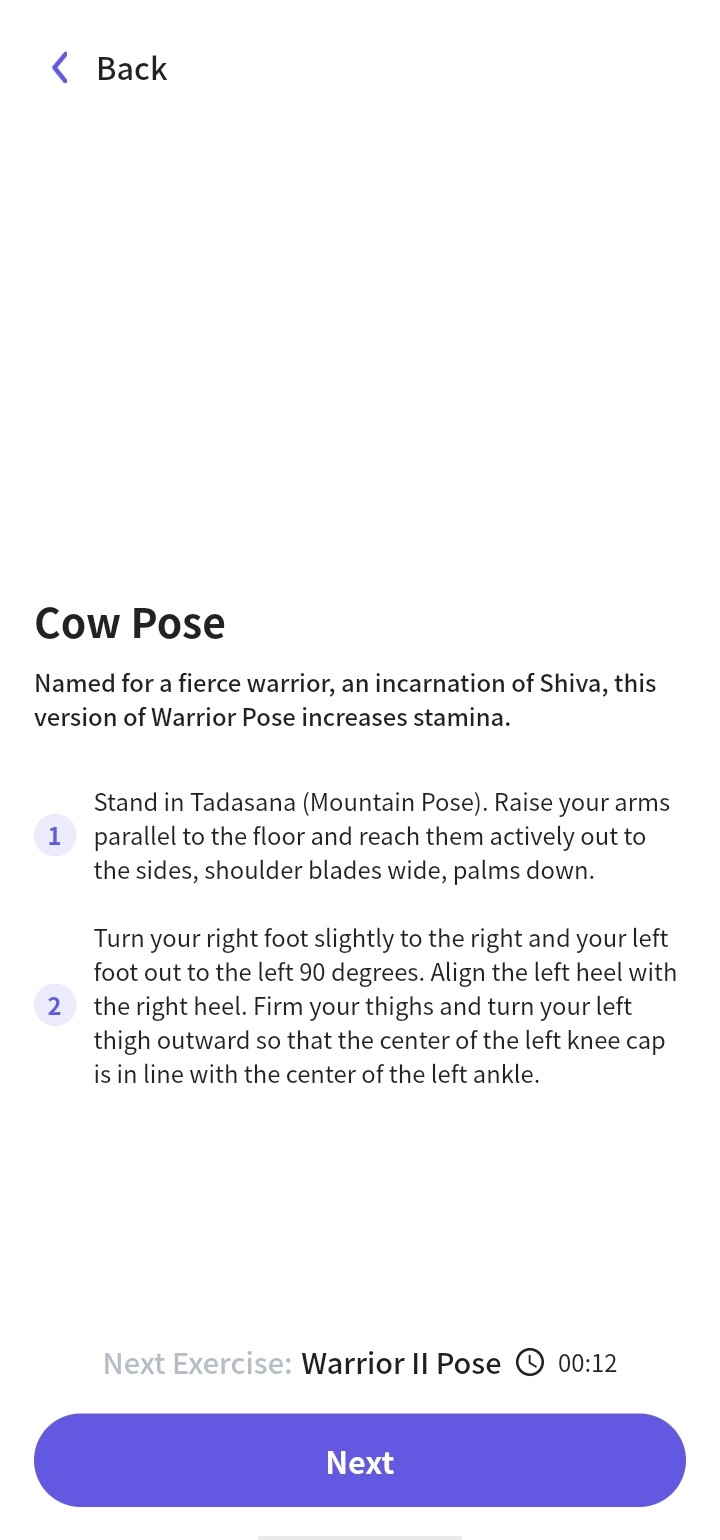 Back
Cow Pose
Named for a fierce warrior, an incarnation of Shiva, this
version of Warrior Pose increases stamina.
Stand in Tadasana (Mountain Pose). Raise your arms
1 parallel to the floor and reach them actively out to
the sides, shoulder blades wide, palms down.
Turn your right foot slightly to the right and your left
foot out to the left 90 degrees. Align the left heel with
2 the right heel. Firm your thighs and turn your left
thigh outward so that the center of the left knee cap
is in line with the center of the left ankle.
Next Exercise: Warrior II Pose 00:12
Next